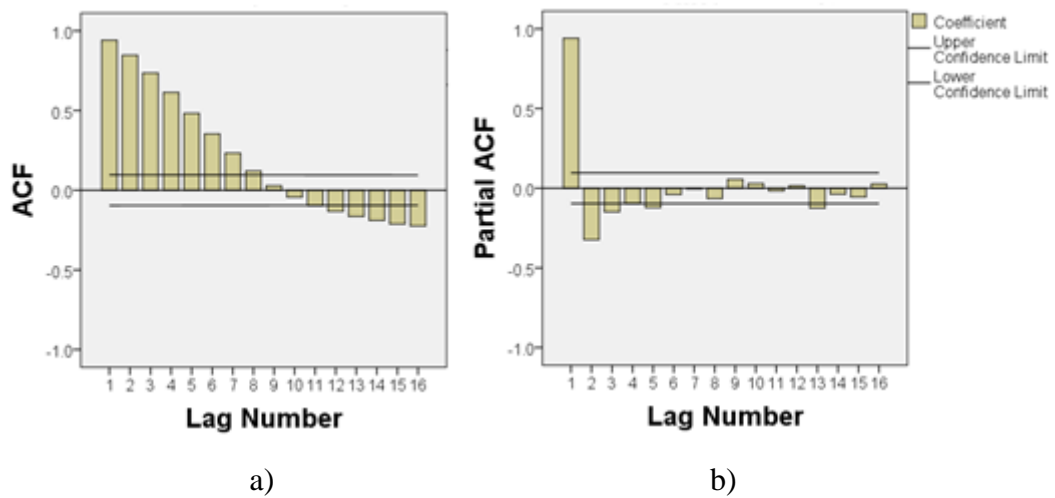 1.0
0.5
0.0
-0.5
-1.0
ACF
1 2 3 4 5 6 7 8 9 10 11 12 13 14 15 16
Lag Number
a)
1.0
0.5
0.0
-0.5
-1.0
Partial ACF
1 2 3 4 5 6 7 8 9 10 11 12 13 14 15 16
Lag Number
b)
Coefficient
Upper
Confidence Limit
Lower
Confidence Limit